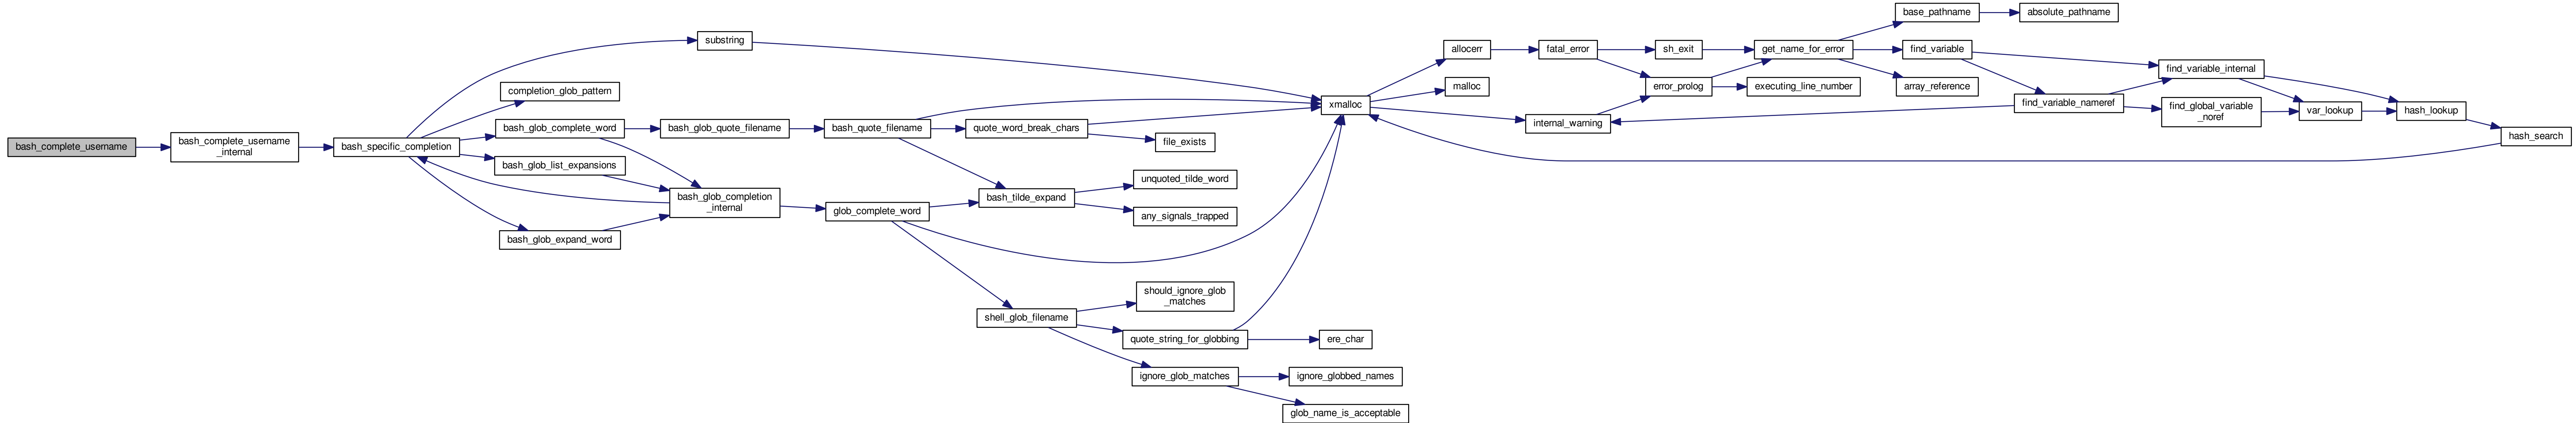 bash_complete_username
bash_complete_username
_internal
bash_specific_completion
substring
completion_glob_pattern
bash_glob_complete_word
bash_glob_list_expansions
bash_glob_expand_word
bash_glob_quote_filename
bash_glob_completion
_internal
bash_quote_filename
glob_complete_word
quote_word_break_chars
bash_tilde_expand
shell_glob_filename
file_exists
unquoted_tilde_word
any_signals_trapped
should_ignore_glob
_matches
quote_string_for_globbing
ignore_glob_matches
xmalloc
ere_char
ignore_globbed_names
glob_name_is_acceptable
allocerr
malloc
fatal_error
internal_warning
sh_exit
error_prolog
get_name_for_error
executing_line_number
base_pathname
find_variable
array_reference
absolute_pathname
find_variable_nameref
find_variable_internal
find_global_variable
_noref
var_lookup
hash_lookup
hash_search